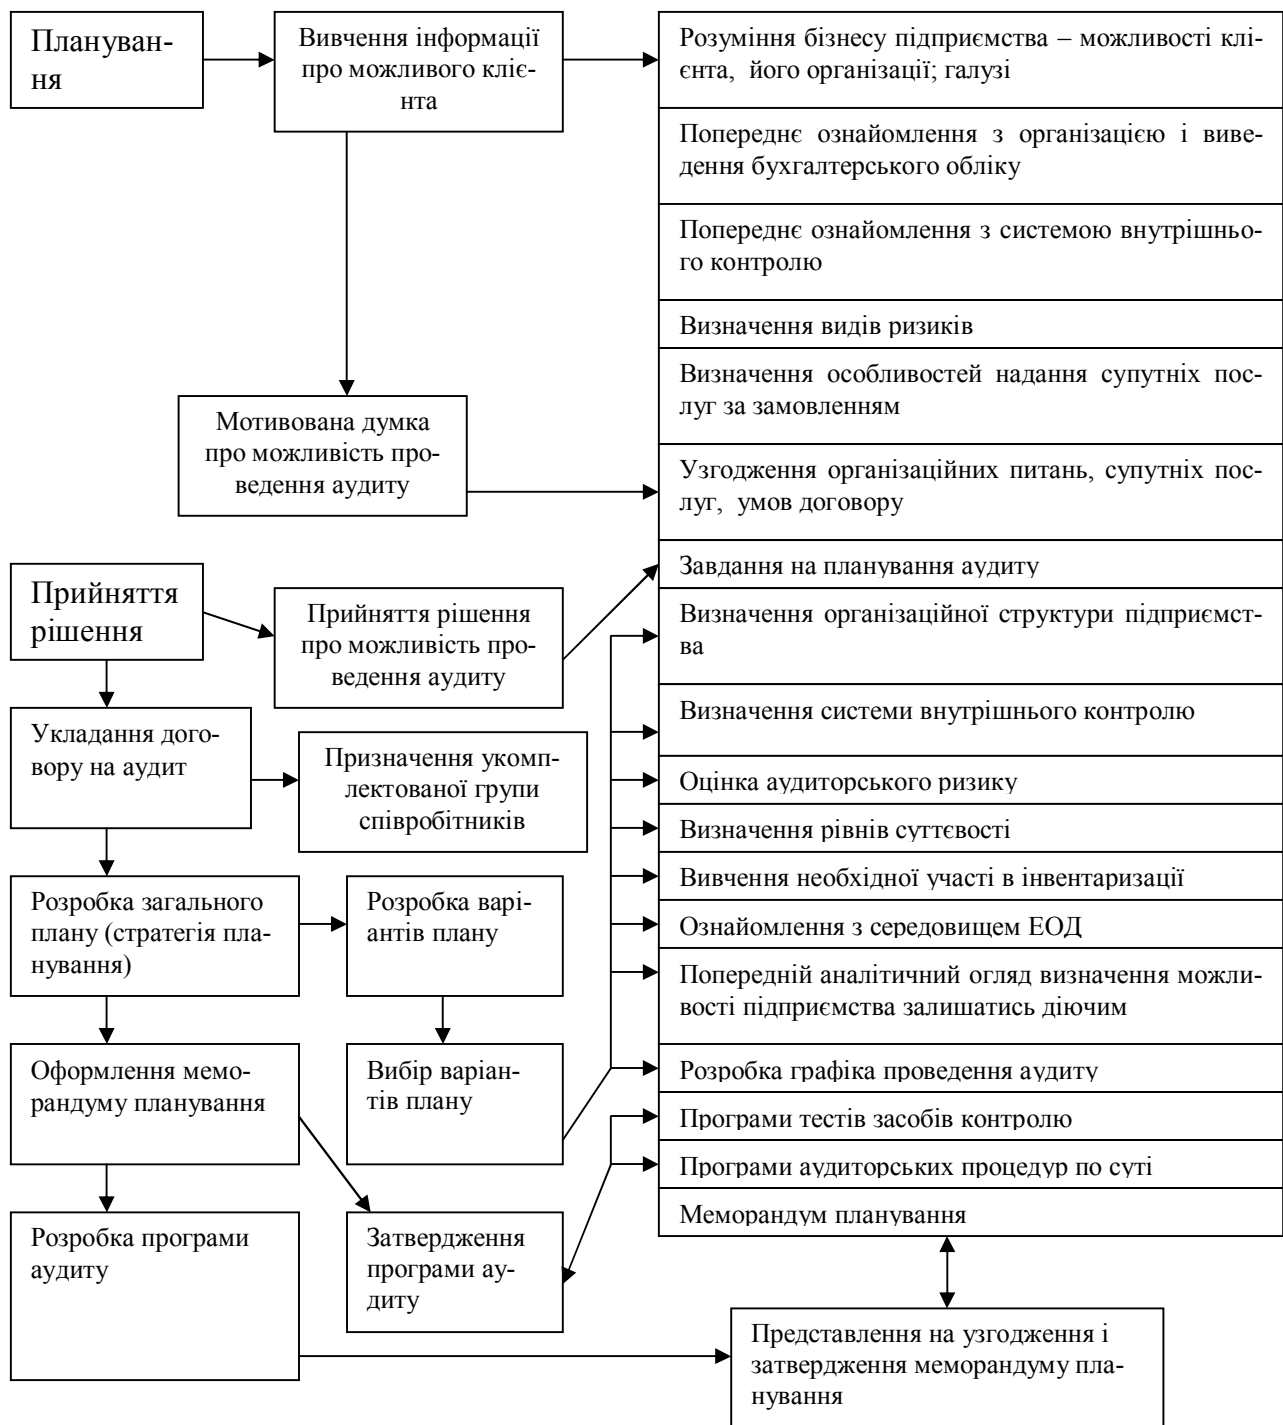 Плануван-
ня
Вивчення інформації
про можливого кліє-
нта
Розуміння бізнесу підприємства – можливості клі-
єнта, його організації; галузі
Попереднє ознайомлення з організацією і виве-
дення бухгалтерського обліку
Попереднє ознайомлення з системою внутрішньо-
го контролю
Визначення видів ризиків
Визначення особливостей надання супутніх пос-
луг за замовленням
Мотивована думка
про можливість про-
ведення аудиту
Узгодження організаційних питань, супутніх пос-
луг, умов договору
Завдання на планування аудиту
Прийняття
рішення
Прийняття рішення
про можливість про-
ведення аудиту
Визначення організаційної структури підприємст-
ва
Визначення системи внутрішнього контролю
Укладання дого-
вору на аудит
Призначення укомп-
лектованої групи
співробітників
Оцінка аудиторського ризику
Визначення рівнів суттєвості
Вивчення необхідної участі в інвентаризації
Розробка загального
плану (стратегія пла-
нування)
Розробка варі-
антів плану
Ознайомлення з середовищем ЕОД
Попередній аналітичний огляд визначення можли-
вості підприємства залишатись діючим
Оформлення мемо-
рандуму планування
Вибір варіан-
тів плану
Розробка графіка проведення аудиту
Програми тестів засобів контролю
Програми аудиторських процедур по суті
Меморандум планування
Розробка програми
аудиту
Затвердження
програми ау-
диту
Представлення на узгодження і
затвердження меморандуму пла-
нування